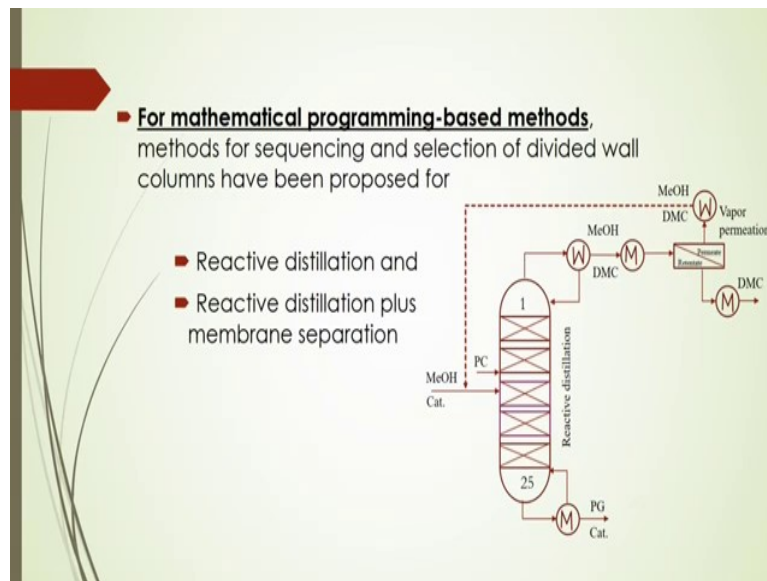 For mathematical programming-based methods,
methods for sequencing and selection of divided wall
columns have been proposed for
Reactive distillation and
Reactive distillation plus
membrane separation
MeOH
DMC
W
Vapor
permeation
MeOH
W
DMC
M
Permeate
Retentate
M
DMC
1
PC
MeOH
Cat.
Reactive distillation
25
M
PG
Cat.